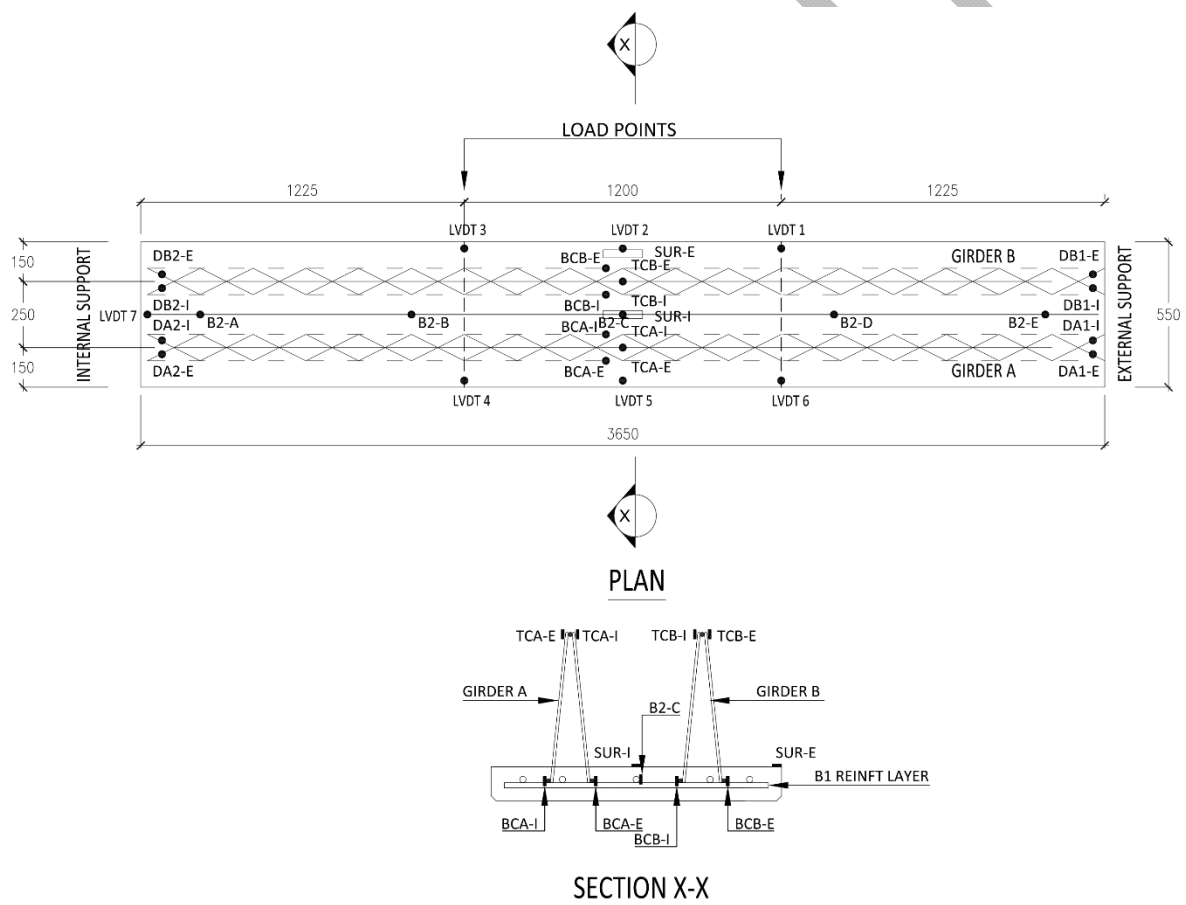 X
LOAD POINTS
1225
1200
1225
LVDT 3
LVDT 2
LVDT 1
DB2-E
BCB-E
SUR-E
TCB-E
GIRDER B
DB1-E
150
INTERNAL SUPPORT
EXTERNAL SUPPORT
250
550
LVDT 7
DB2-I
BCB-I
TCB-I
DB1-I
DA2-I
B2-A
B2-B
BCA-I
B2-C
SUR-I
B2-D
B2-E
DA1-I
TCA-I
150
DA2-E
BCA-E
TCA-E
GIRDER A
DA1-E
LVDT 4
LVDT 5
LVDT 6
3650
X
PLAN
TCA-E
TCA-I
TCB-I
TCB-E
GIRDER A
GIRDER B
B2-C
SUR-I
SUR-E
B1 REINFT LAYER
BCA-I
BCA-E
BCB-I
BCB-E
SECTION X-X